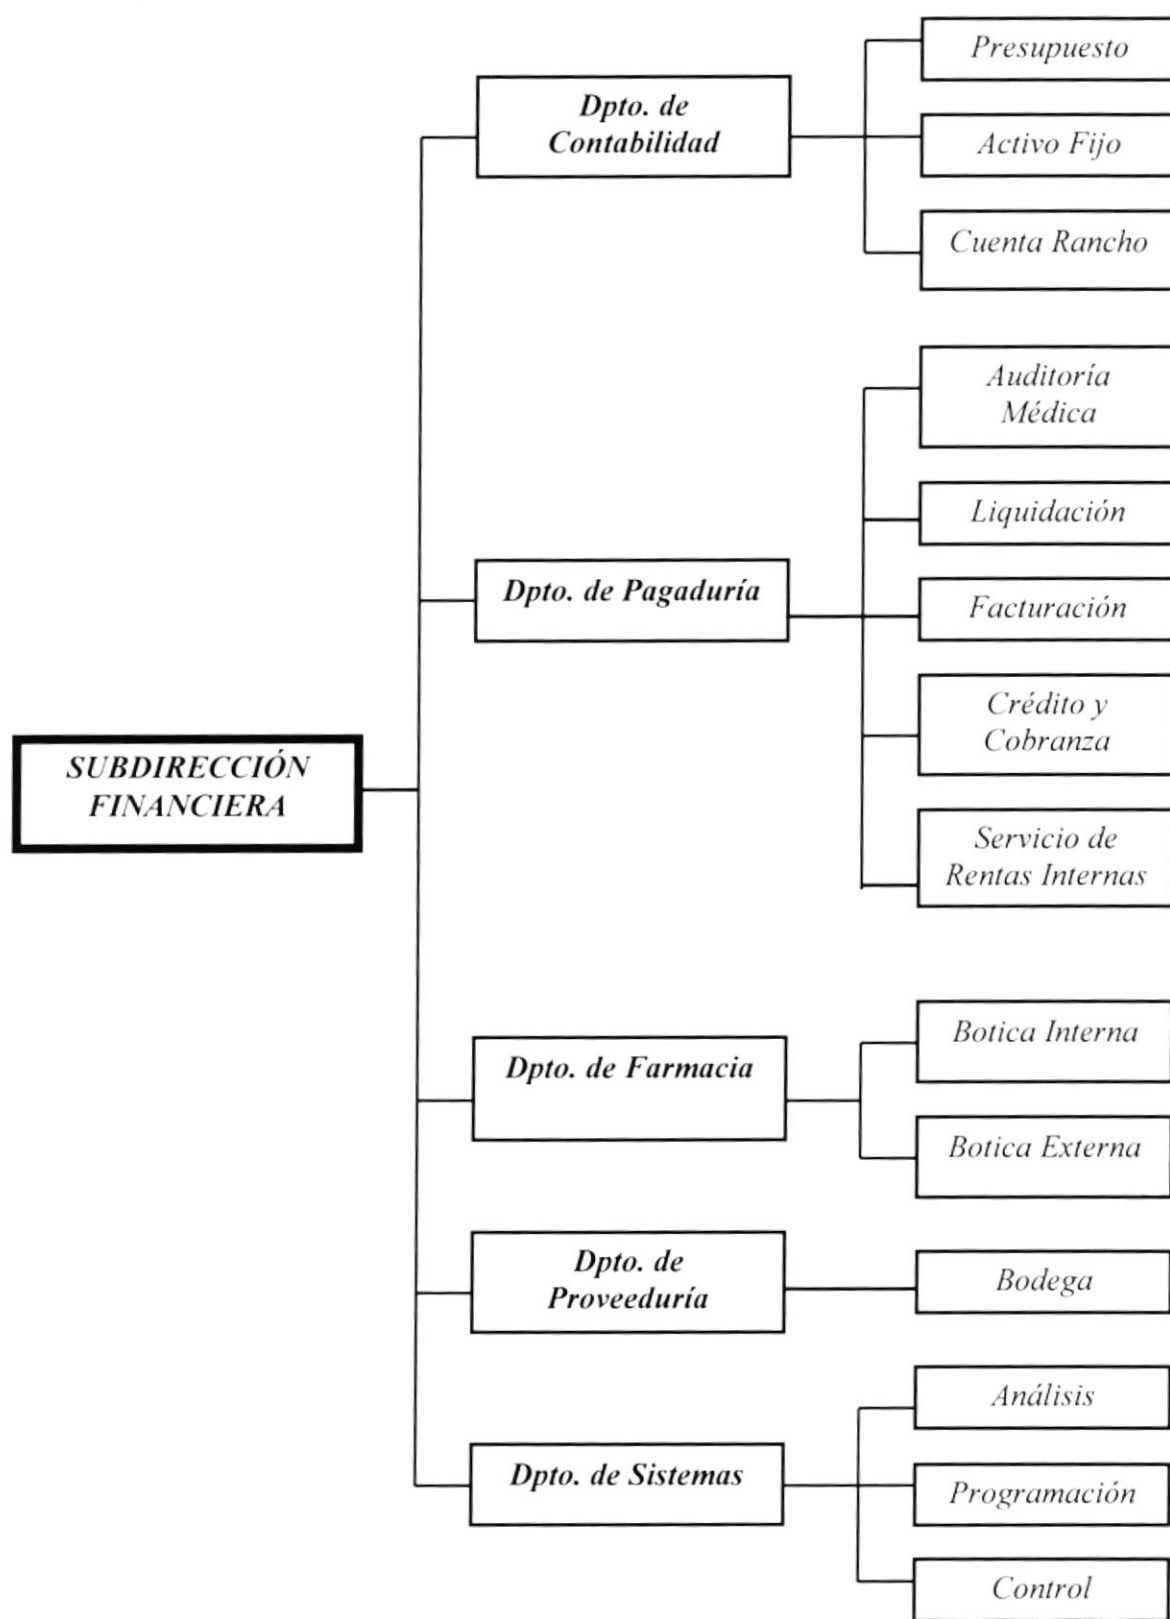 Presupuesto
Dpto. de
Contabilidad
Activo Fijo
Cuenta Rancho
Auditoría
Médica
Liquidación
Dpto. de Pagaduría
Facturación
Crédito y
Cobranza
SUBDIRECCIÓN
FINANCIERA
Servicio de
Rentas Internas
Botica Interna
Dpto. de Farmacia
Botica Externa
Dpto. de
Proveeduría
Bodega
Análisis
Dpto. de Sistemas
Programación
Control